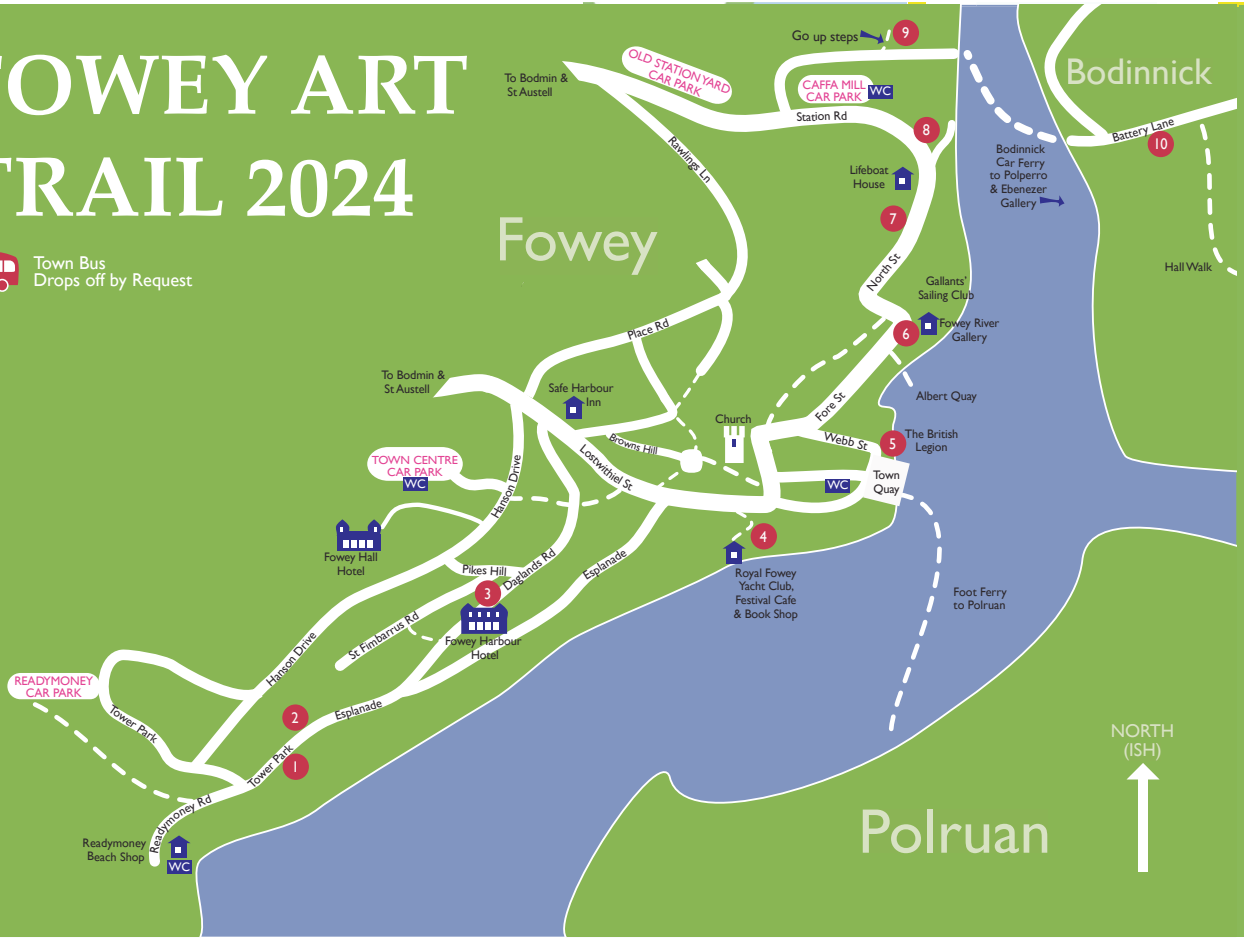 OWEY ART
TRAIL 2024
Town Bus
Drops off by Request
Fowey
Bodinnick
Polruan
NORTH
(ISH)
Go up steps
9
OLD STATION YARD
CAR PARK
To Bodmin &
St Austell
CAFFA MILL
CAR PARK
WC
Station Rd
8
Rawlings Ln
Lifeboat
House
7
North St
Bodinnick
Car Ferry
to Polperro
& Ebenezer
Gallery
Battery Lane
10
Hall Walk
Gallants'
Sailing Club
6
Fowey River
Gallery
Albert Quay
Place Rd
To Bodmin &
St Austell
Safe Harbour
Inn
Church
Fore St
Webb St
5
The British
Legion
Browns Hill
Lostwithiel St
TOWN CENTRE
CAR PARK
WC
Hanson Drive
WC
Town
Quay
4
Royal Fowey
Yacht Club,
Festival Cafe
& Book Shop
Foot Ferry
to Polruan
Fowey Hall
Hotel
Pikes Hill
Daglands Rd
Esplanade
3
Fowey Harbour
Hotel
St Fimbarrus Rd
Hanson Drive
READYMONEY
CAR PARK
Tower Park
2
Esplanade
Tower Park
1
Readymoney Rd
Readymoney
Beach Shop
WC